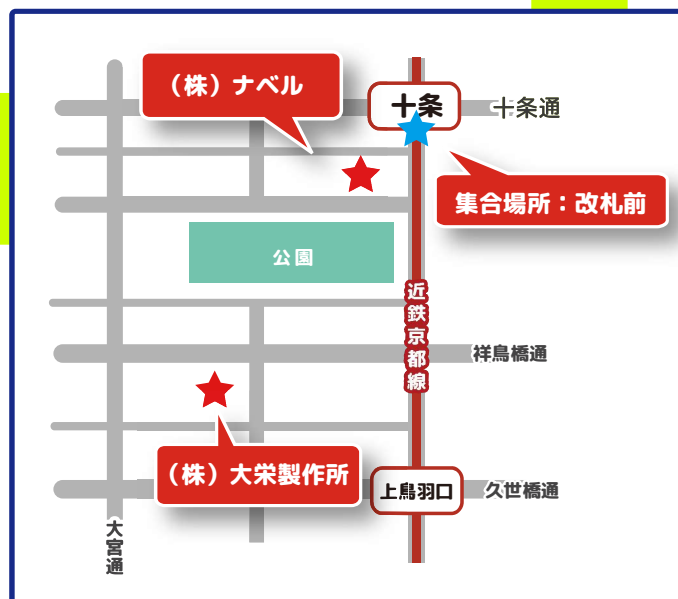 （株）ナベル
十条
十条通
集合場所：改札前
公園
近鉄京都線
祥鳥橋通
（株）大栄製作所
上鳥羽口
久世橋通
大宮通